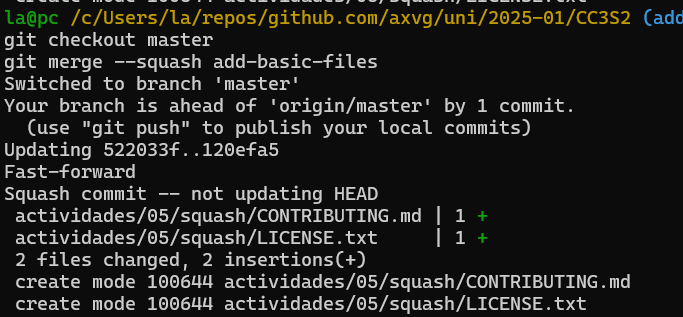 la@pc /c/Users/la/repos/github.com/axvg/uni/2025-01/CC3S2 (add
git checkout master
git merge --squash add-basic-files
Switched to branch 'master'
Your branch is ahead of 'origin/master' by 1 commit.
  (use "git push" to publish your local commits)
Updating 522033f..120efa5
Fast-forward
Squash commit -- not updating HEAD
 actividades/05/squash/CONTRIBUTING.md | 1 +
 actividades/05/squash/LICENSE.txt     | 1 +
 2 files changed, 2 insertions(+)
 create mode 100644 actividades/05/squash/CONTRIBUTING.md
 create mode 100644 actividades/05/squash/LICENSE.txt